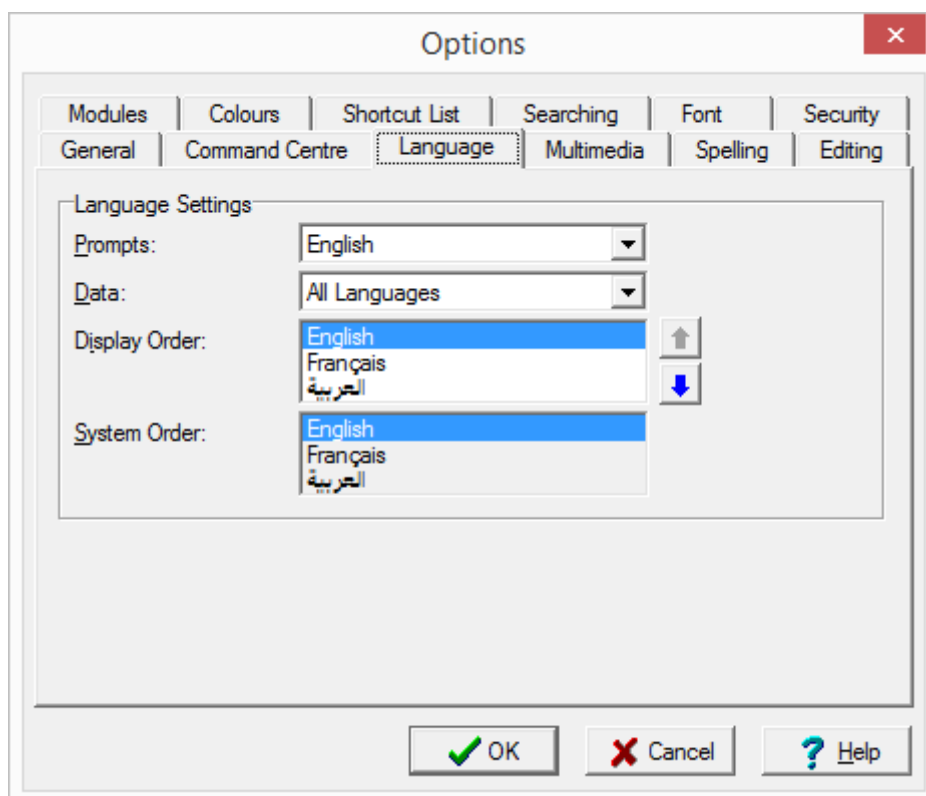 Options
Modules Colours Shortcut List Searching Font Security
General Command Centre Language Multimedia Spelling Editing
Language Settings
Prompts: English
Data: All Languages
Display Order: English
Français
العربية
System Order: English
Français
العربية
OK Cancel Help